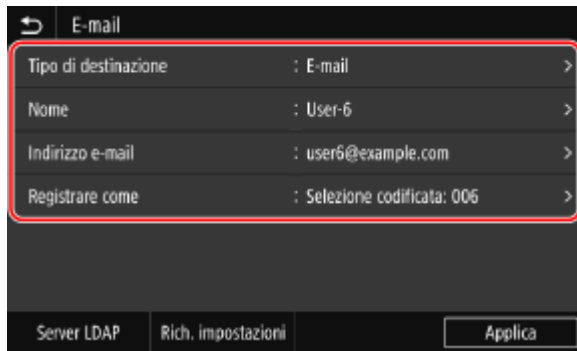 E-mail
Tipo di destinazione : E-mail >
Nome : User-6 >
Indirizzo e-mail : user6@example.com >
Registrare come : Selezione codificata: 006 >
Server LDAP Rich. impostazioni Applica